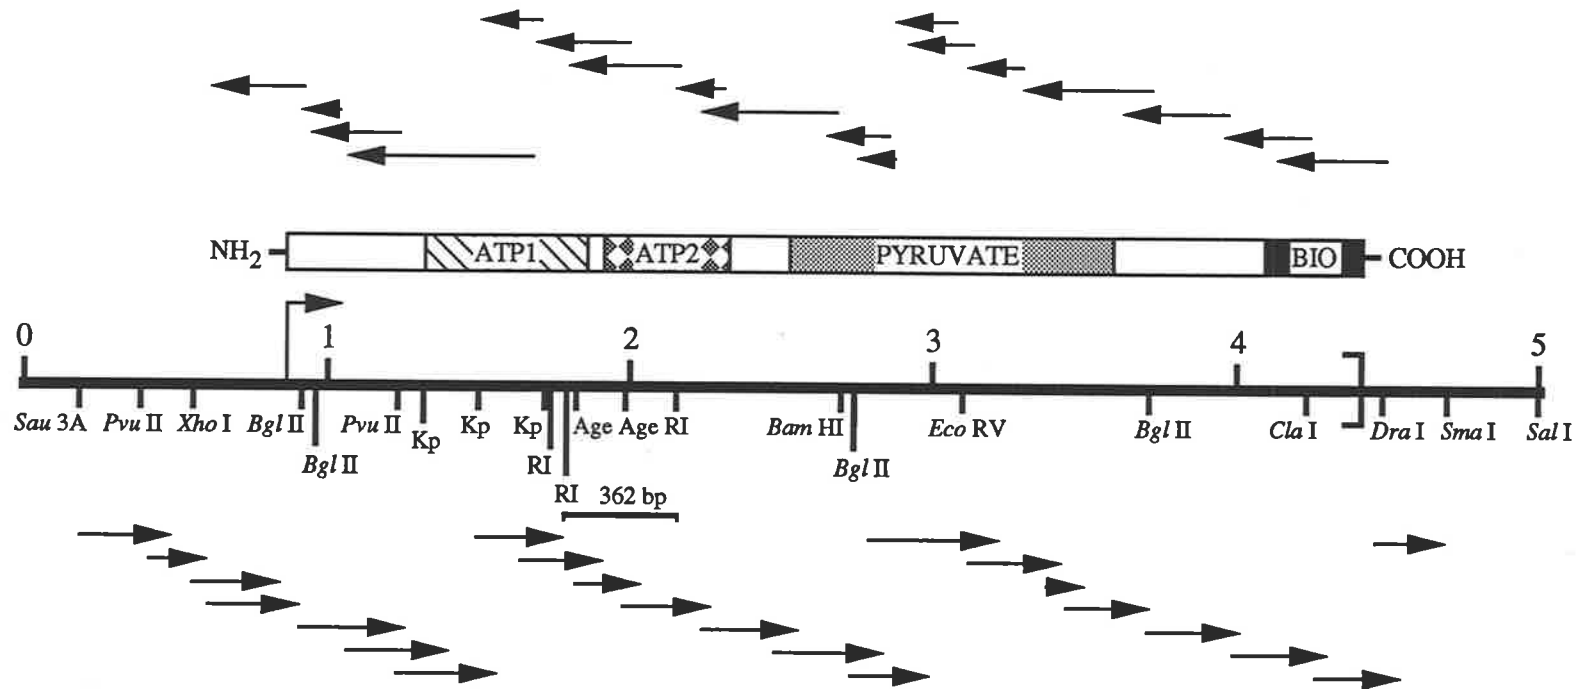 NH2 ATP1 ATP2 PYRUVATE BIO COOH
0 1 2 3 4 5
Sau 3A Pvu II Xho I Bgl II Pvu II Kp Kp Kp Age Age RI Bam HI Eco RV Bgl II Cla I Dra I Sma I Sal I
Bgl II RI Bgl II
RI 362 bp